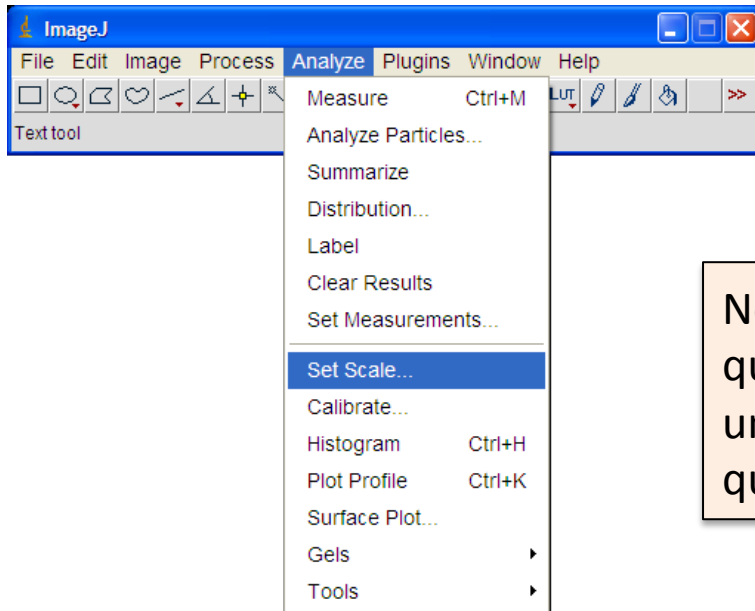 ImageJ
File Edit Image Process Analyze Plugins Window Help
LUT >>
Text tool
Measure Ctrl+M
Analyze Particles...
Summarize
Distribution...
Label
Clear Results
Set Measurements...
Set Scale...
Calibrate...
Histogram Ctrl+H
Plot Profile Ctrl+K
Surface Plot...
Gels
Tools